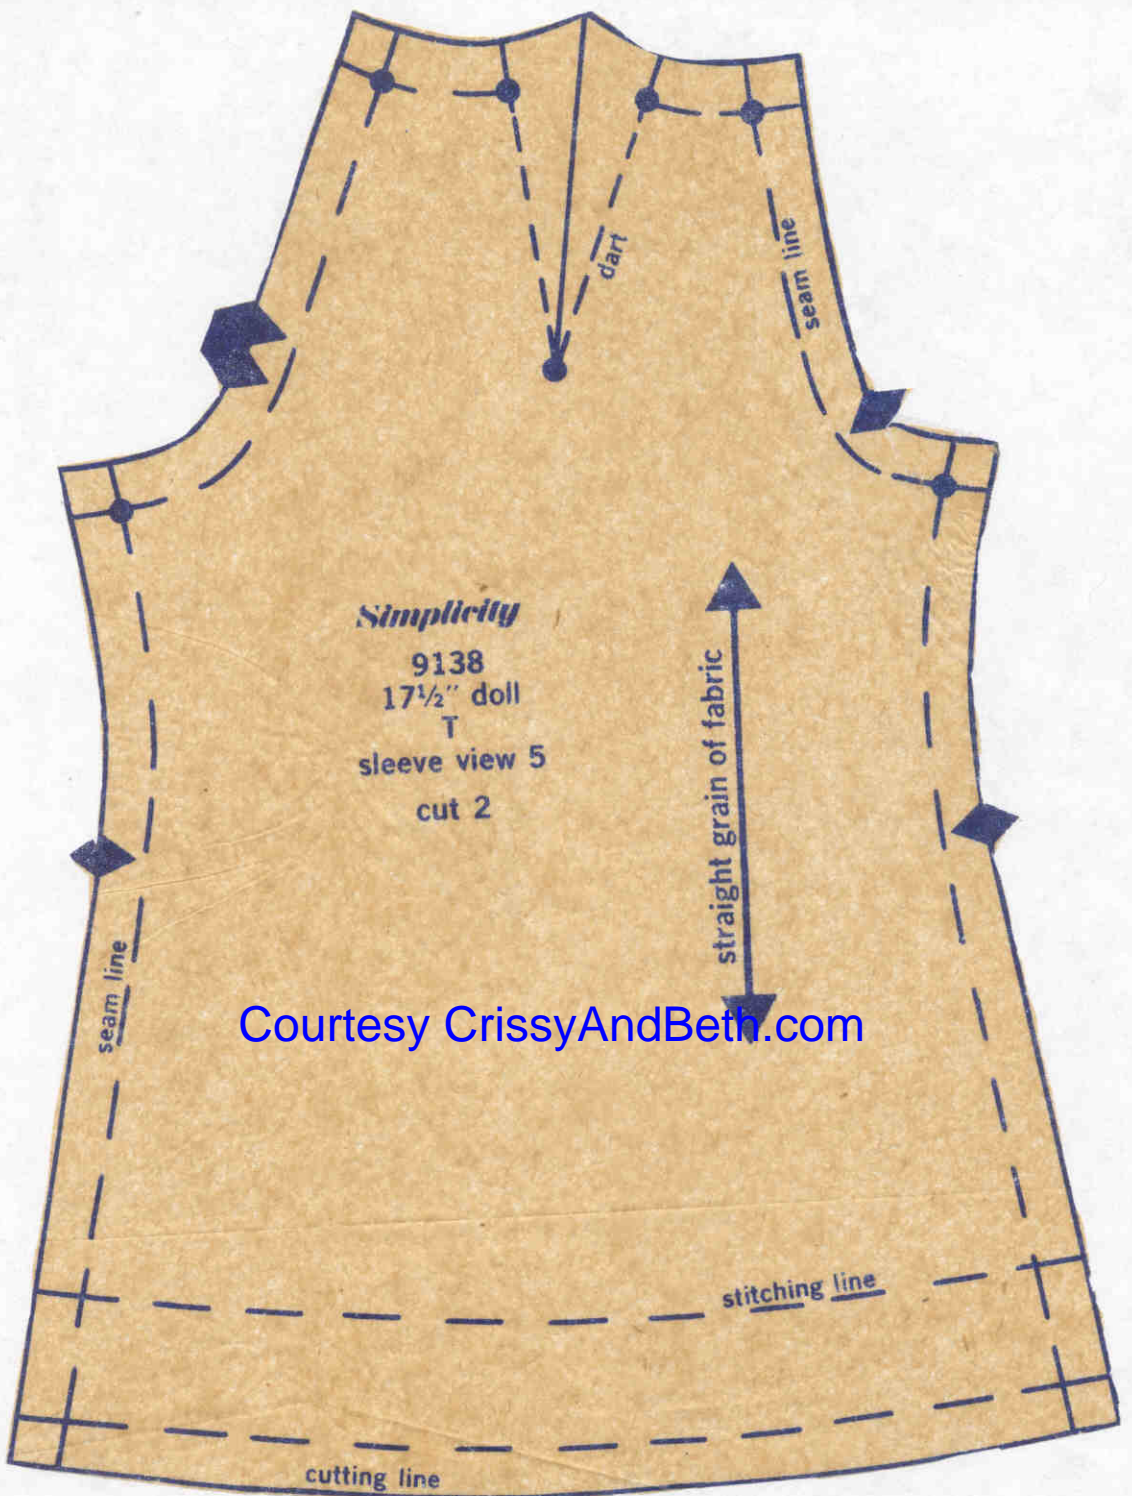 dart
seam line
Simplicity
9138
17½" doll
T
sleeve view 5
cut 2
straight grain of fabric
seam line
Courtesy CrissyAndBeth.com
stitching line
cutting line